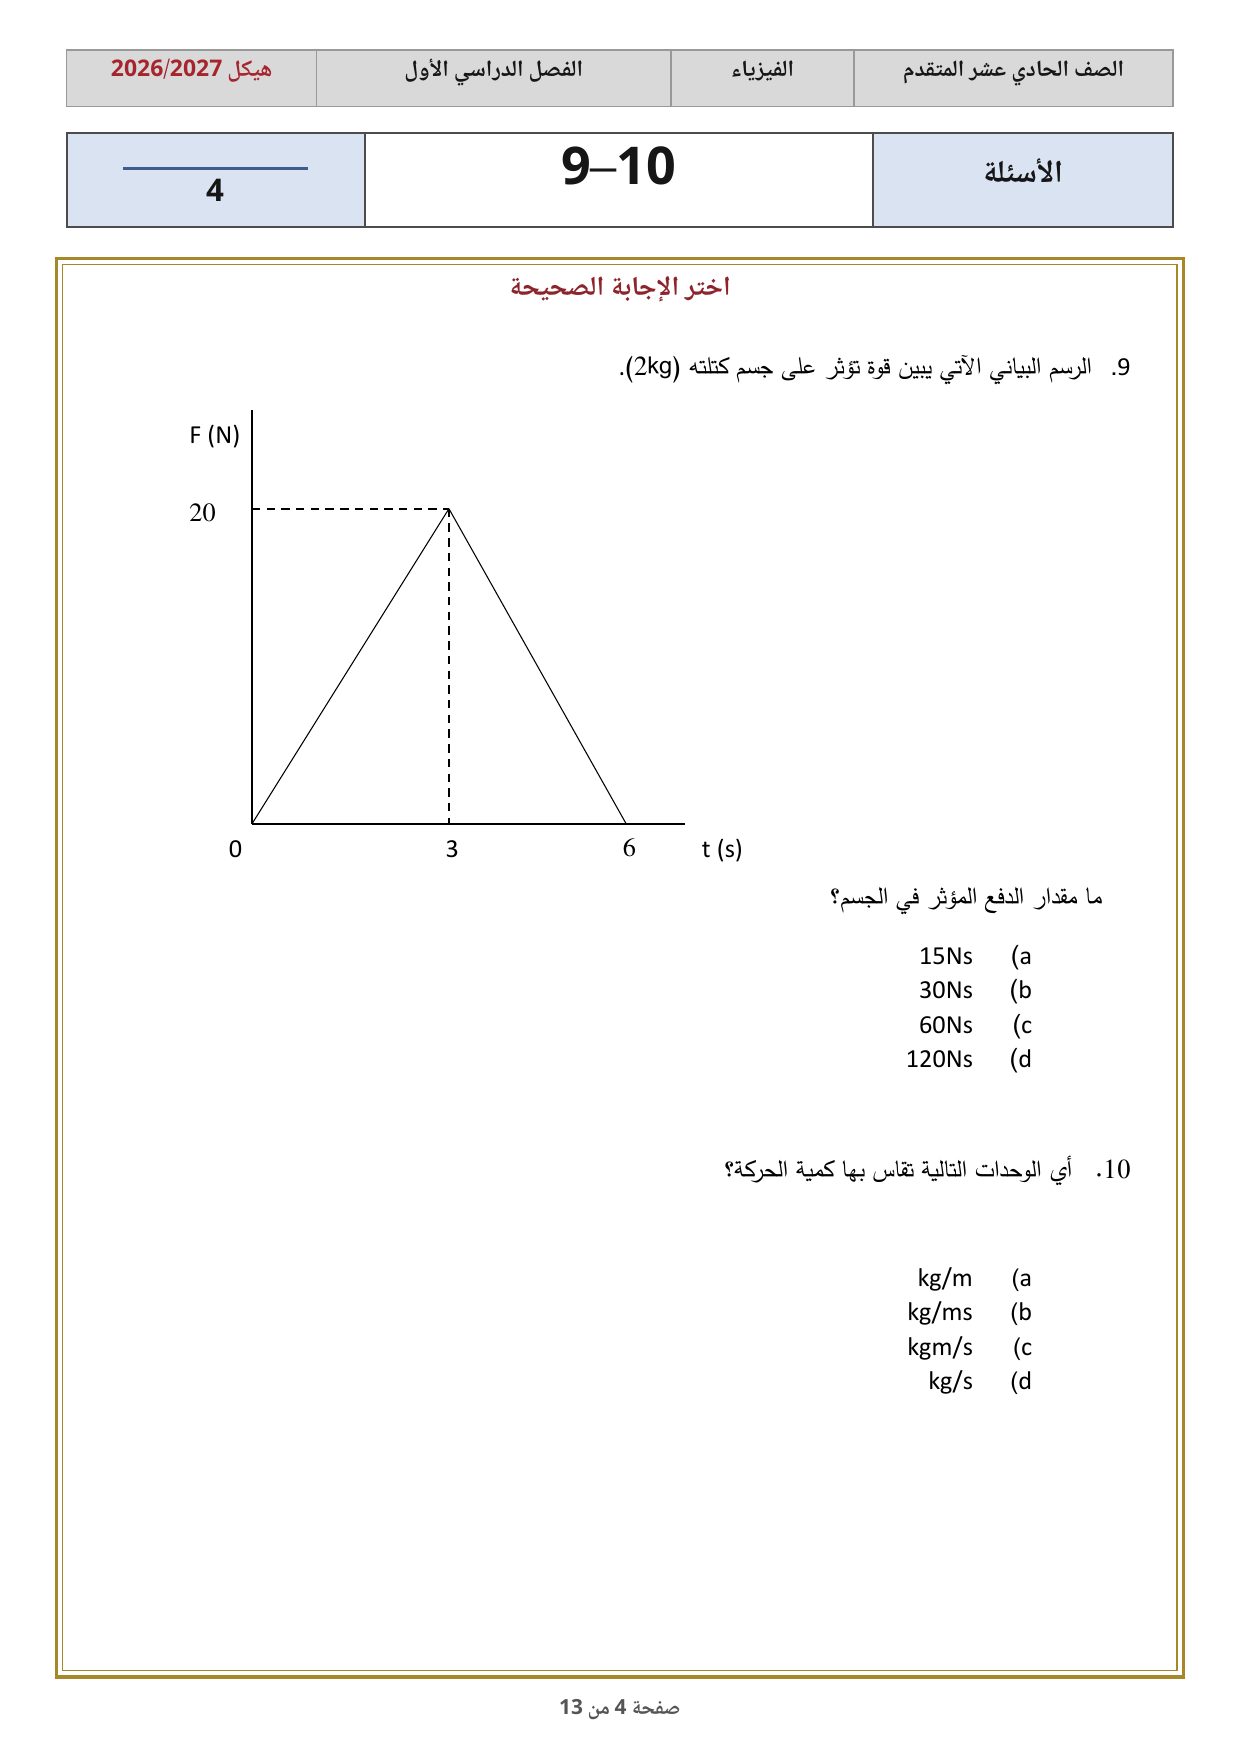 الصف الحادي عشر المتقدم الفيزياء الفصل الدراسي الأول هيكل 2026/2027
الأسئلة 9–10 4
اختر الإجابة الصحيحة
9. الرسم البياني الآتي يبين قوة تؤثر على جسم كتلته (2kg).
F (N)
20
0 3 6 t (s)
ما مقدار الدفع المؤثر في الجسم؟
a) 15Ns
b) 30Ns
c) 60Ns
d) 120Ns
10. أي الوحدات التالية تقاس بها كمية الحركة؟
a) kg/m
b) kg/ms
c) kgm/s
d) kg/s
صفحة 4 من 13